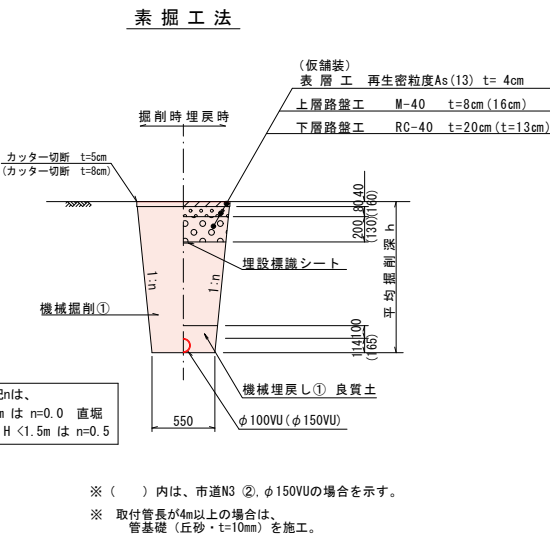 素掘工法
(仮舗装)
表層工 再生密粒度As(13) t= 4cm
上層路盤工 M-40 t=8cm(16cm)
下層路盤工 RC-40 t=20cm(t=13cm)
掘削時 埋戻時
カッター切断 t=5cm
(カッター切断 t=8cm)
40
80
(160)
200
(130)
埋設標識シート
1:n
1:n
平均掘削深h
機械掘削①
100
114
(165)
機械埋戻し① 良質土
φ100VU(φ150VU)
550
配nは、
m は n=0.0 直堀
H <1.5m は n=0.5
※ ( ) 内は、市道N3 ②, φ150VUの場合を示す。
※ 取付管長が4m以上の場合は、
管基礎（丘砂・t=10mm）を施工。